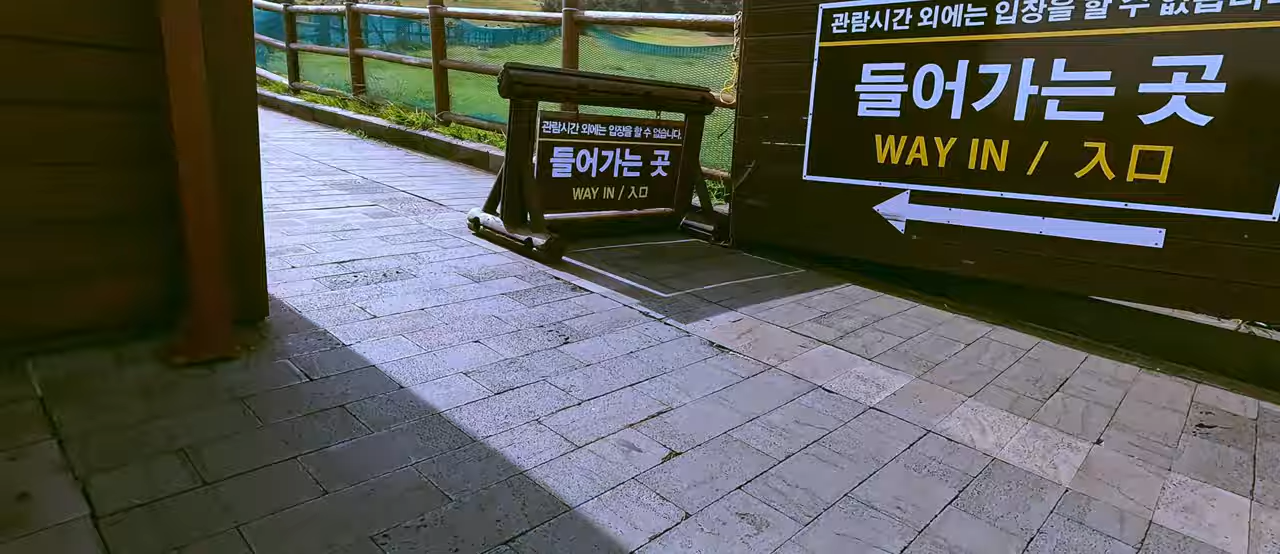 관람시간 외에는 입장을 할 수 없습니다.
들어가는 곳
WAY IN / 入口
관람시간 외에는 입장을 할 수 없습니다
들어가는 곳
WAY IN / 入口